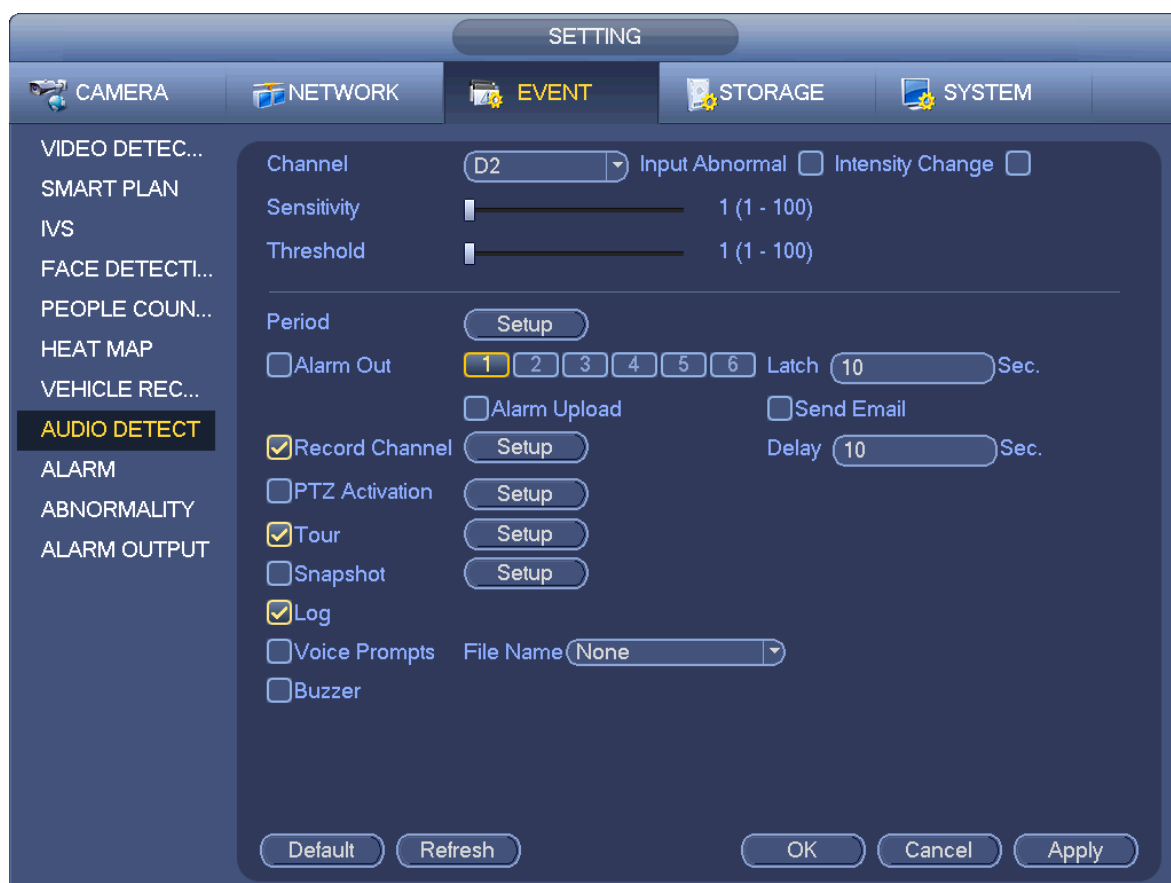 SETTING
CAMERA NETWORK EVENT STORAGE SYSTEM
VIDEO DETEC...
SMART PLAN
IVS
FACE DETECTI...
PEOPLE COUN...
HEAT MAP
VEHICLE REC...
AUDIO DETECT
ALARM
ABNORMALITY
ALARM OUTPUT
Channel D2 Input Abnormal Intensity Change
Sensitivity 1 (1 - 100)
Threshold 1 (1 - 100)
Period Setup
Alarm Out 1 2 3 4 5 6 Latch 10 Sec.
Alarm Upload Send Email
Record Channel Setup Delay 10 Sec.
PTZ Activation Setup
Tour Setup
Snapshot Setup
Log
Voice Prompts File Name None
Buzzer
Default Refresh OK Cancel Apply